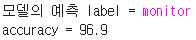 모델의 예측 label = monitor
accuracy = 96.9